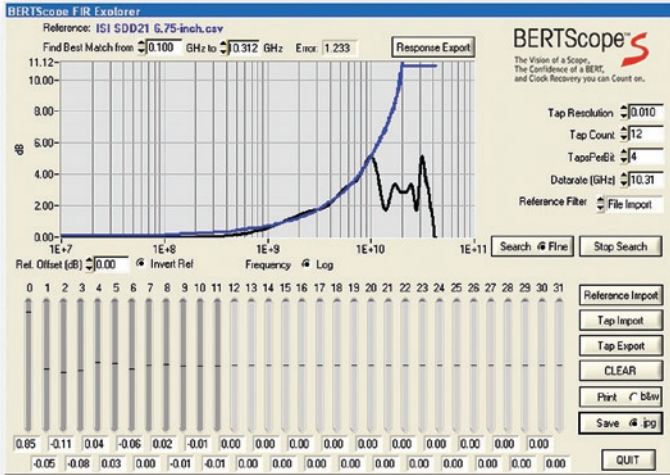 BERTScope FIR Explorer
Reference: ISI SDD21 6.75-inch.csv
Find Best Match from 0.100 GHz to 10.312 GHz Error: 1.233 Response Export
BERTScope S
The Vision of a Scope,
The Confidence of a BERT,
and Clock Recovery you can Count on.
11.12
10.00
8.00
6.00
4.00
2.00
0.00
dB
1E+7 1E+8 1E+9 1E+10 1E+11
Tap Resolution 0.010
Tap Count 12
TapsPerBit 4
Datarate (GHz) 10.31
Reference Filter File Import
Search Fine Stop Search
Ref. Offset (dB) 0.00 Invert Ref Frequency Log
0 1 2 3 4 5 6 7 8 9 10 11 12 13 14 15 16 17 18 19 20 21 22 23 24 25 26 27 28 29 30 31
Reference Import
Tap Import
Tap Export
CLEAR
Print b&w
Save .jpg
QUIT
0.85 -0.11 0.04 -0.06 0.02 -0.01 0.00 0.00 0.00 0.00 0.00 0.00 0.00 0.00 0.00 0.00
-0.05 -0.08 0.03 0.00 -0.01 -0.01 0.00 0.00 0.00 0.00 0.00 0.00 0.00 0.00 0.00 0.00